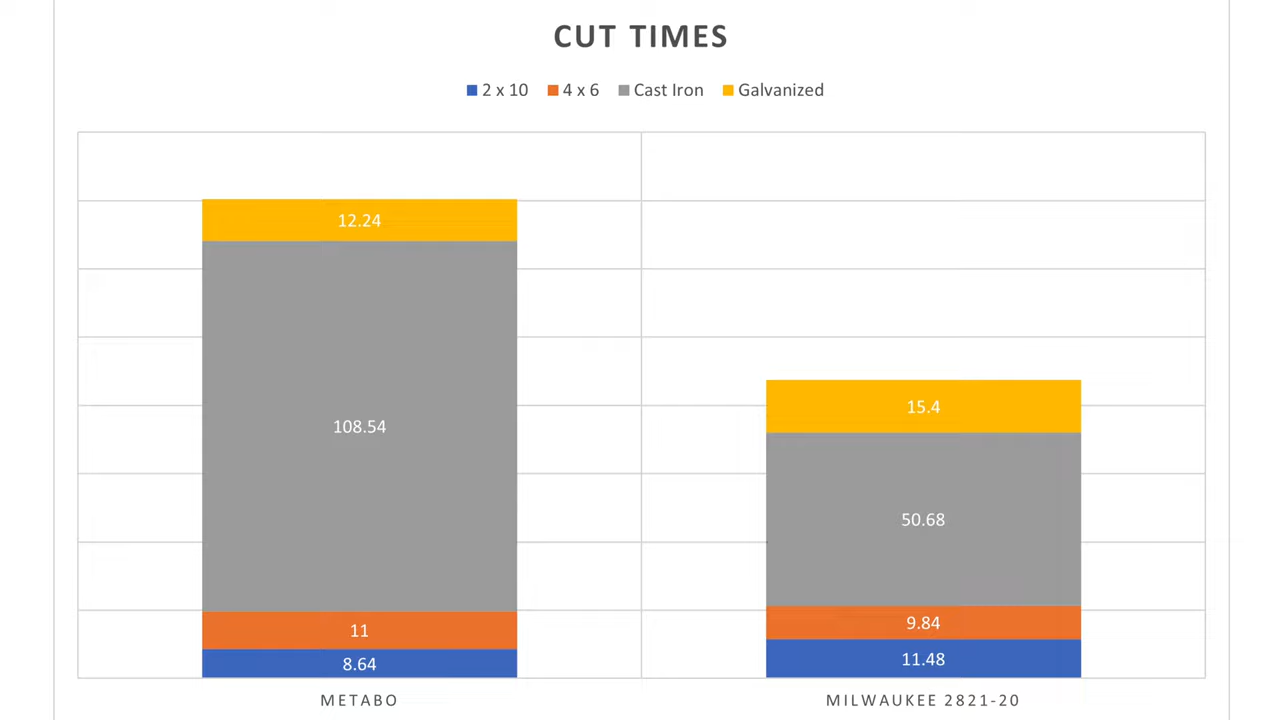 CUT TIMES
2 x 10 4 x 6 Cast Iron Galvanized
12.24
108.54
11
8.64
15.4
50.68
9.84
11.48
METABO
MILWAUKEE 2821-20